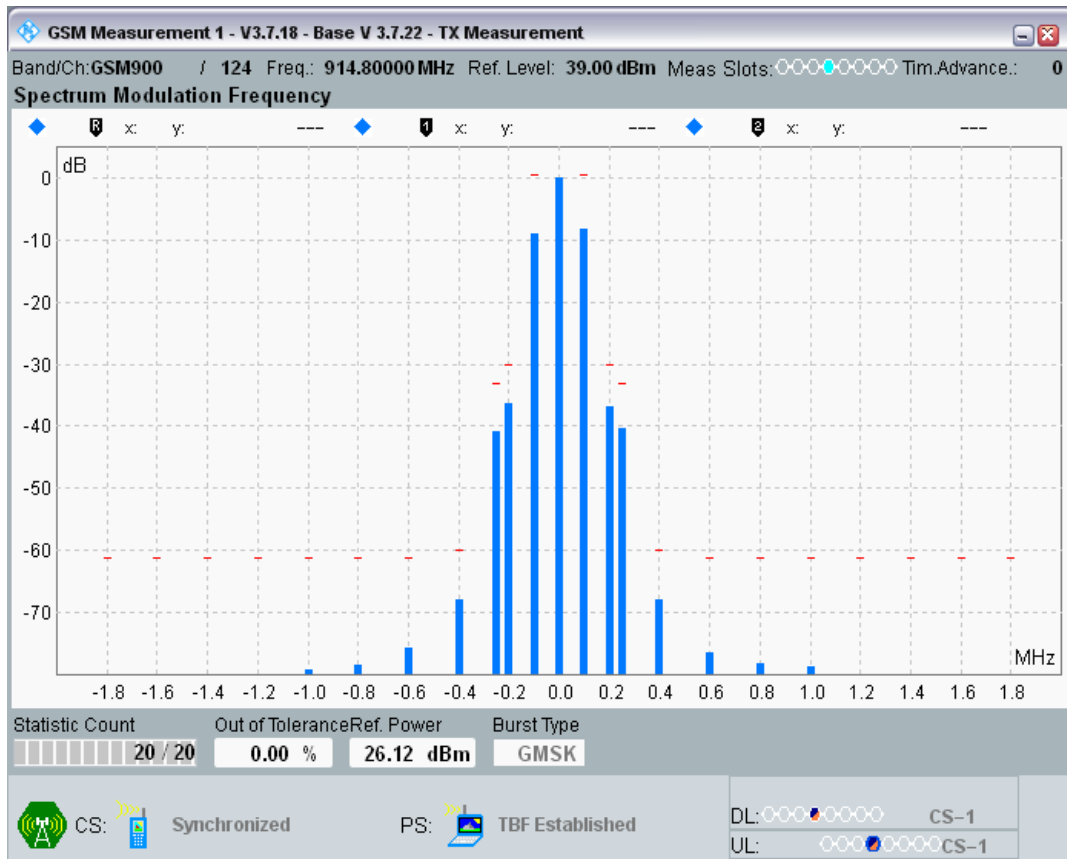 GSM Measurement 1 - V3.7.18 - Base V 3.7.22 - TX Measurement
Band/Ch:GSM900 / 124 Freq.: 914.80000 MHz Ref. Level: 39.00 dBm Meas Slots: Tim.Advance.: 0
Spectrum Modulation Frequency
R x: y: --- 1 x: y: --- 2 x: y: ---
dB
0
-10
-20
-30
-40
-50
-60
-70
MHz
-1.8 -1.6 -1.4 -1.2 -1.0 -0.8 -0.6 -0.4 -0.2 0.0 0.2 0.4 0.6 0.8 1.0 1.2 1.4 1.6 1.8
Statistic Count Out of Tolerance Ref. Power Burst Type
20 / 20 0.00 % 26.12 dBm GMSK
CS: Synchronized PS: TBF Established DL: CS-1
UL: CS-1